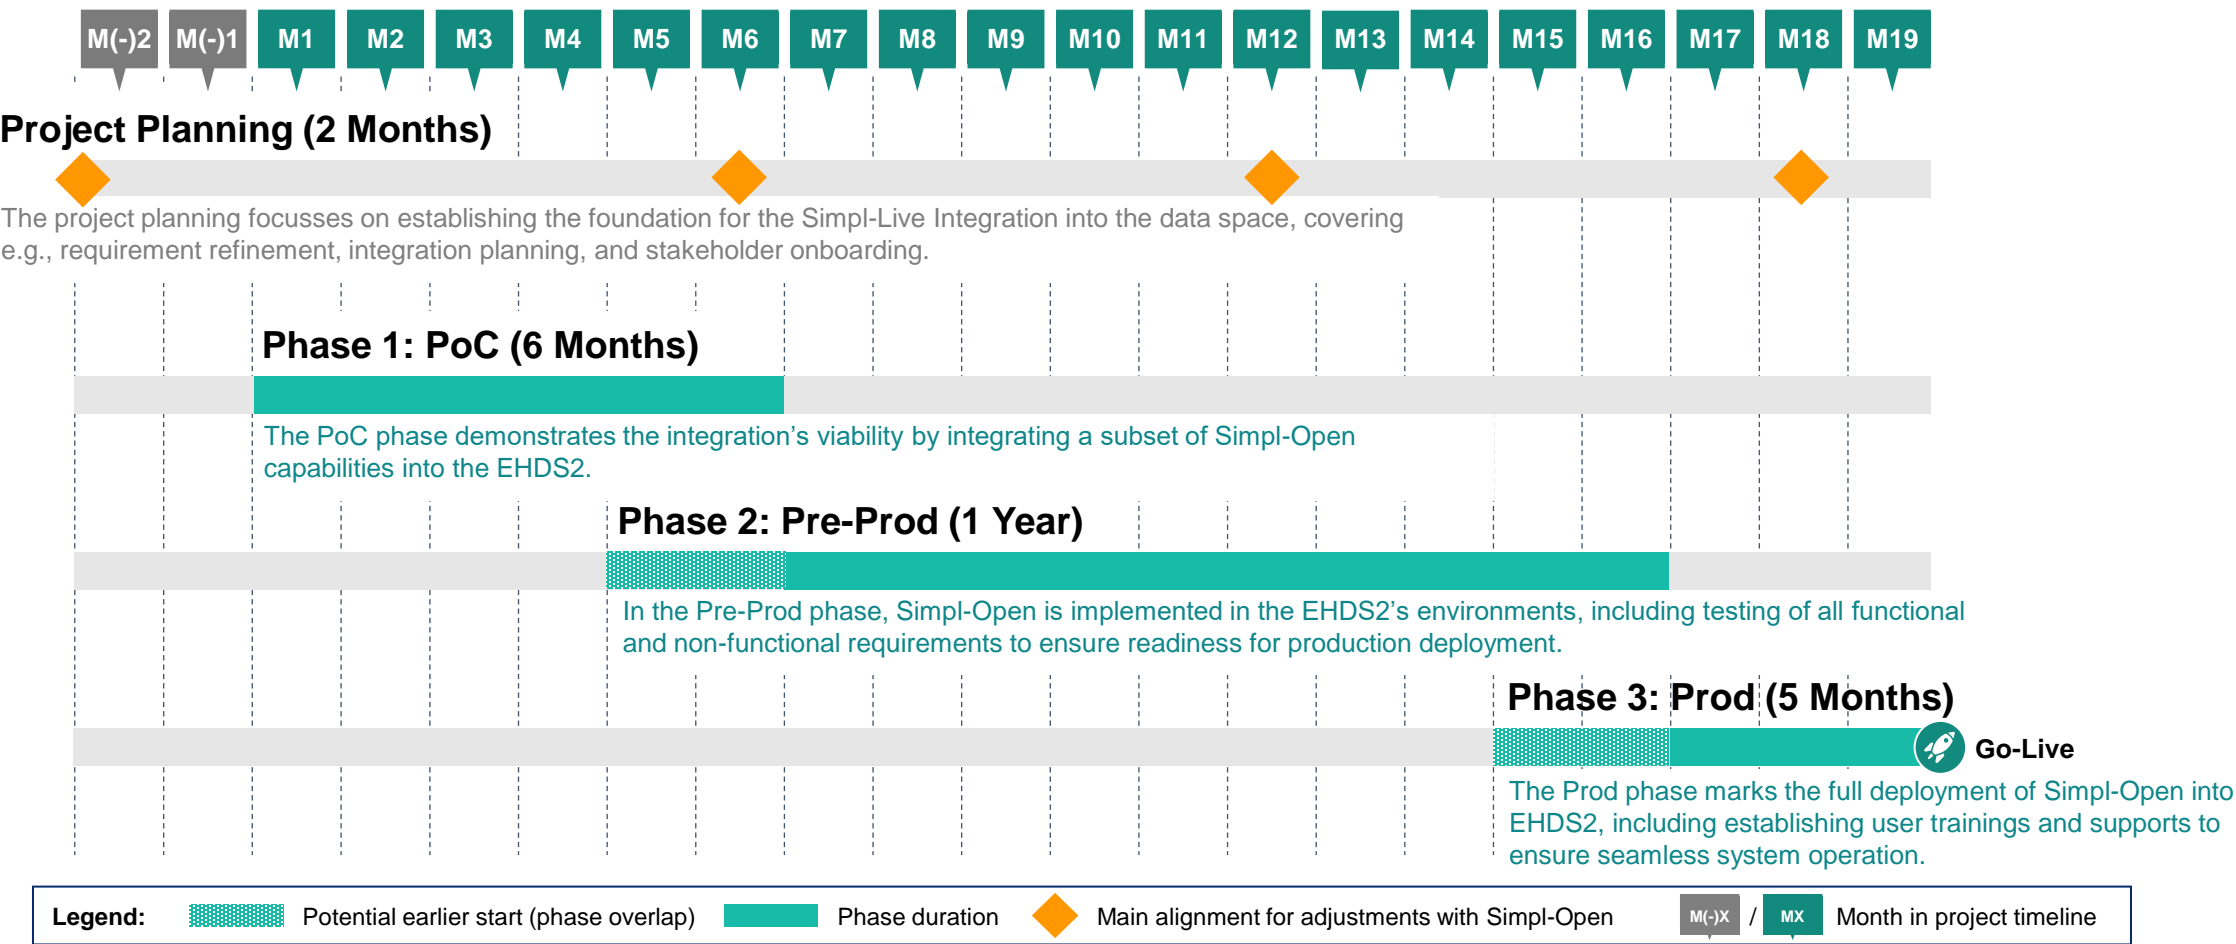 M(-)2 M(-)1 M1 M2 M3 M4 M5 M6 M7 M8 M9 M10 M11 M12 M13 M14 M15 M16 M17 M18 M19
Project Planning (2 Months)
The project planning focusses on establishing the foundation for the Simpl-Live Integration into the data space, covering
e.g., requirement refinement, integration planning, and stakeholder onboarding.
Phase 1: PoC (6 Months)
The PoC phase demonstrates the integration’s viability by integrating a subset of Simpl-Open
capabilities into the EHDS2.
Phase 2: Pre-Prod (1 Year)
In the Pre-Prod phase, Simpl-Open is implemented in the EHDS2’s environments, including testing of all functional
and non-functional requirements to ensure readiness for production deployment.
Phase 3: Prod (5 Months)
Go-Live
The Prod phase marks the full deployment of Simpl-Open into
EHDS2, including establishing user trainings and supports to
ensure seamless system operation.
Legend: Potential earlier start (phase overlap) Phase duration Main alignment for adjustments with Simpl-Open M(-)X / MX Month in project timeline